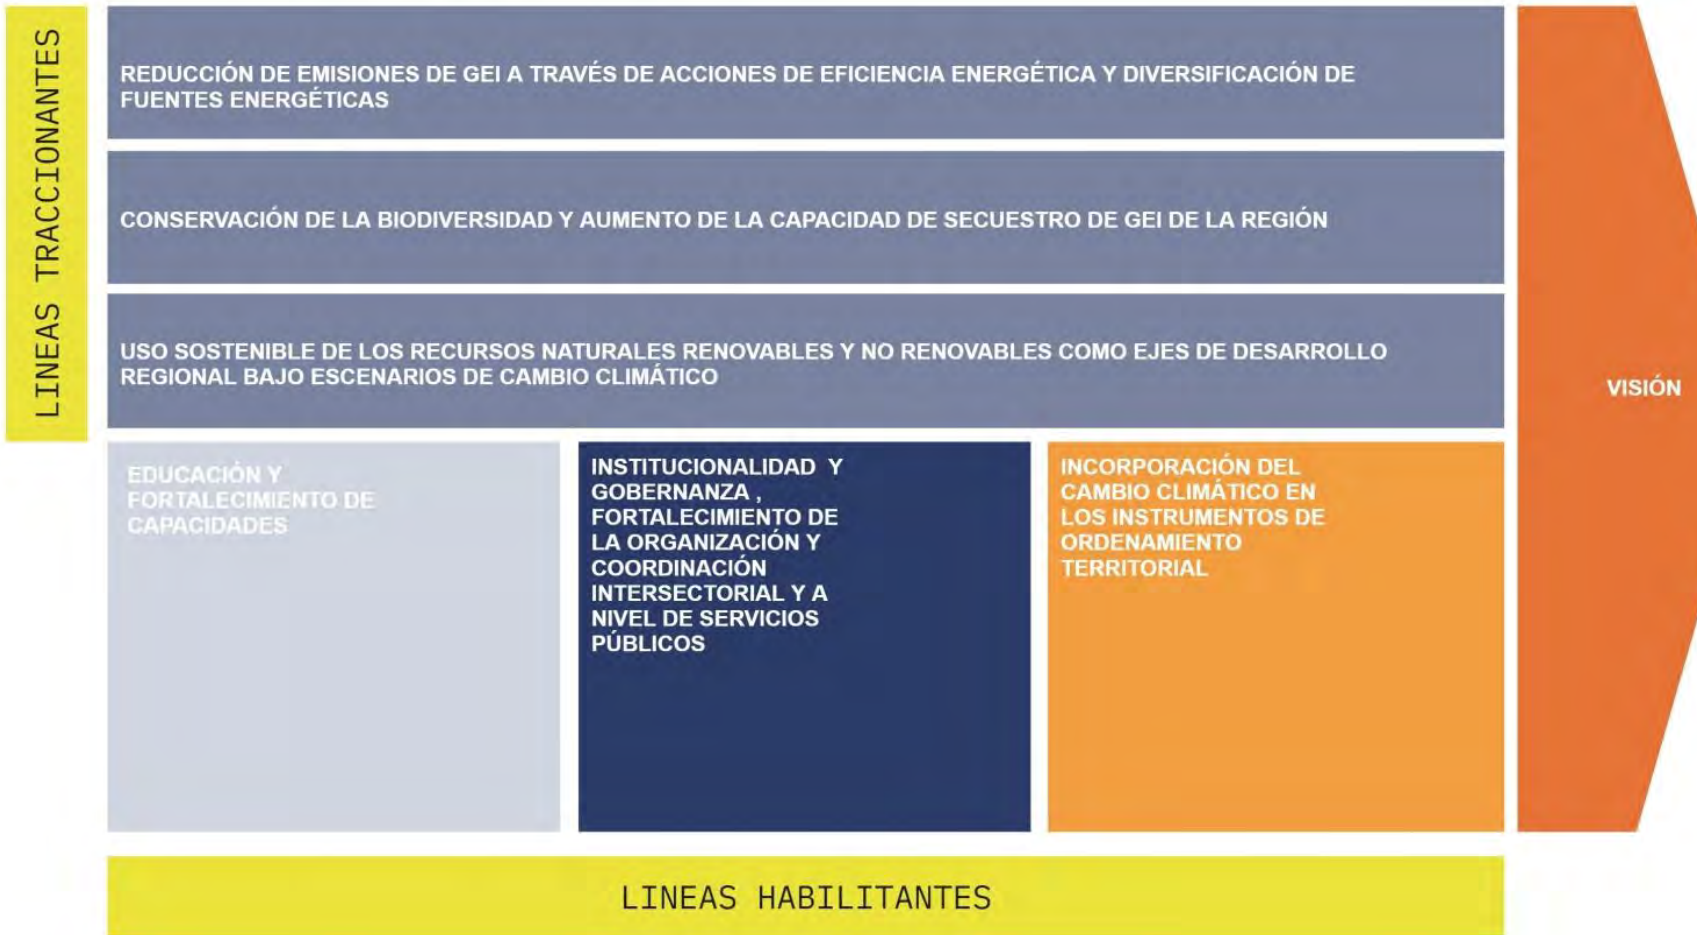 LINEAS TRACCIONANTES
REDUCCIÓN DE EMISIONES DE GEI A TRAVÉS DE ACCIONES DE EFICIENCIA ENERGÉTICA Y DIVERSIFICACIÓN DE
FUENTES ENERGÉTICAS
CONSERVACIÓN DE LA BIODIVERSIDAD Y AUMENTO DE LA CAPACIDAD DE SECUESTRO DE GEI DE LA REGIÓN
USO SOSTENIBLE DE LOS RECURSOS NATURALES RENOVABLES Y NO RENOVABLES COMO EJES DE DESARROLLO
REGIONAL BAJO ESCENARIOS DE CAMBIO CLIMÁTICO
VISIÓN
EDUCACIÓN Y
FORTALECIMIENTO DE
CAPACIDADES
INSTITUCIONALIDAD Y
GOBERNANZA ,
FORTALECIMIENTO DE
LA ORGANIZACIÓN Y
COORDINACIÓN
INTERSECTORIAL Y A
NIVEL DE SERVICIOS
PÚBLICOS
INCORPORACIÓN DEL
CAMBIO CLIMÁTICO EN
LOS INSTRUMENTOS DE
ORDENAMIENTO
TERRITORIAL
LINEAS HABILITANTES